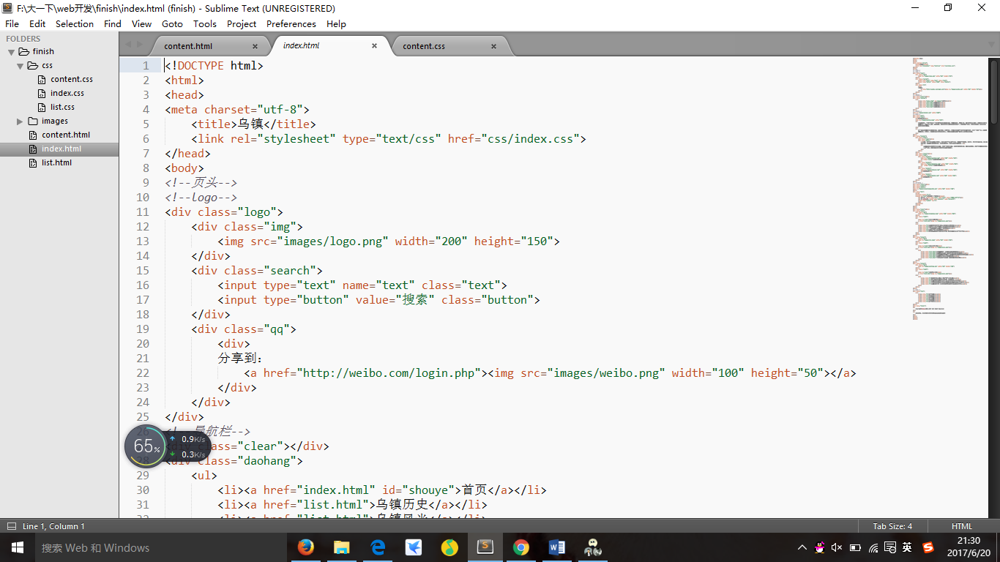 F:\大一下\web开发\finish\index.html (finish) - Sublime Text (UNREGISTERED)
File Edit Selection Find View Goto Tools Project Preferences Help
FOLDERS
finish
css
content.css
index.css
list.css
images
content.html
index.html
list.html
content.html
index.html
content.css
1 <!DOCTYPE html>
2 <html>
3 <head>
4 <meta charset="utf-8">
5 <title>乌镇</title>
6 <link rel="stylesheet" type="text/css" href="css/index.css">
7 </head>
8 <body>
9 <!--页头-->
10 <!--logo-->
11 <div class="logo">
12 <div class="img">
13 <img src="images/logo.png" width="200" height="150">
14 </div>
15 <div class="search">
16 <input type="text" name="text" class="text">
17 <input type="button" value="搜索" class="button">
18 </div>
19 <div class="qq">
20 <div>
21 分享到:
22 <a href="http://weibo.com/login.php"><img src="images/weibo.png" width="100" height="50"></a>
23 </div>
24 </div>
25 </div>
导航栏-->
class="clear"></div>
class="daohang">
29 <ul>
30 <li><a href="index.html" id="shouye">首页</a></li>
31 <li><a href="list.html">乌镇历史</a></li>
<li><a href="list.html">乌镇风光</a></li>
65%
0.9K/s
0.3K/s
Line 1, Column 1
Tab Size: 4
HTML
搜索 Web 和 Windows
英
21:30
2017/6/20